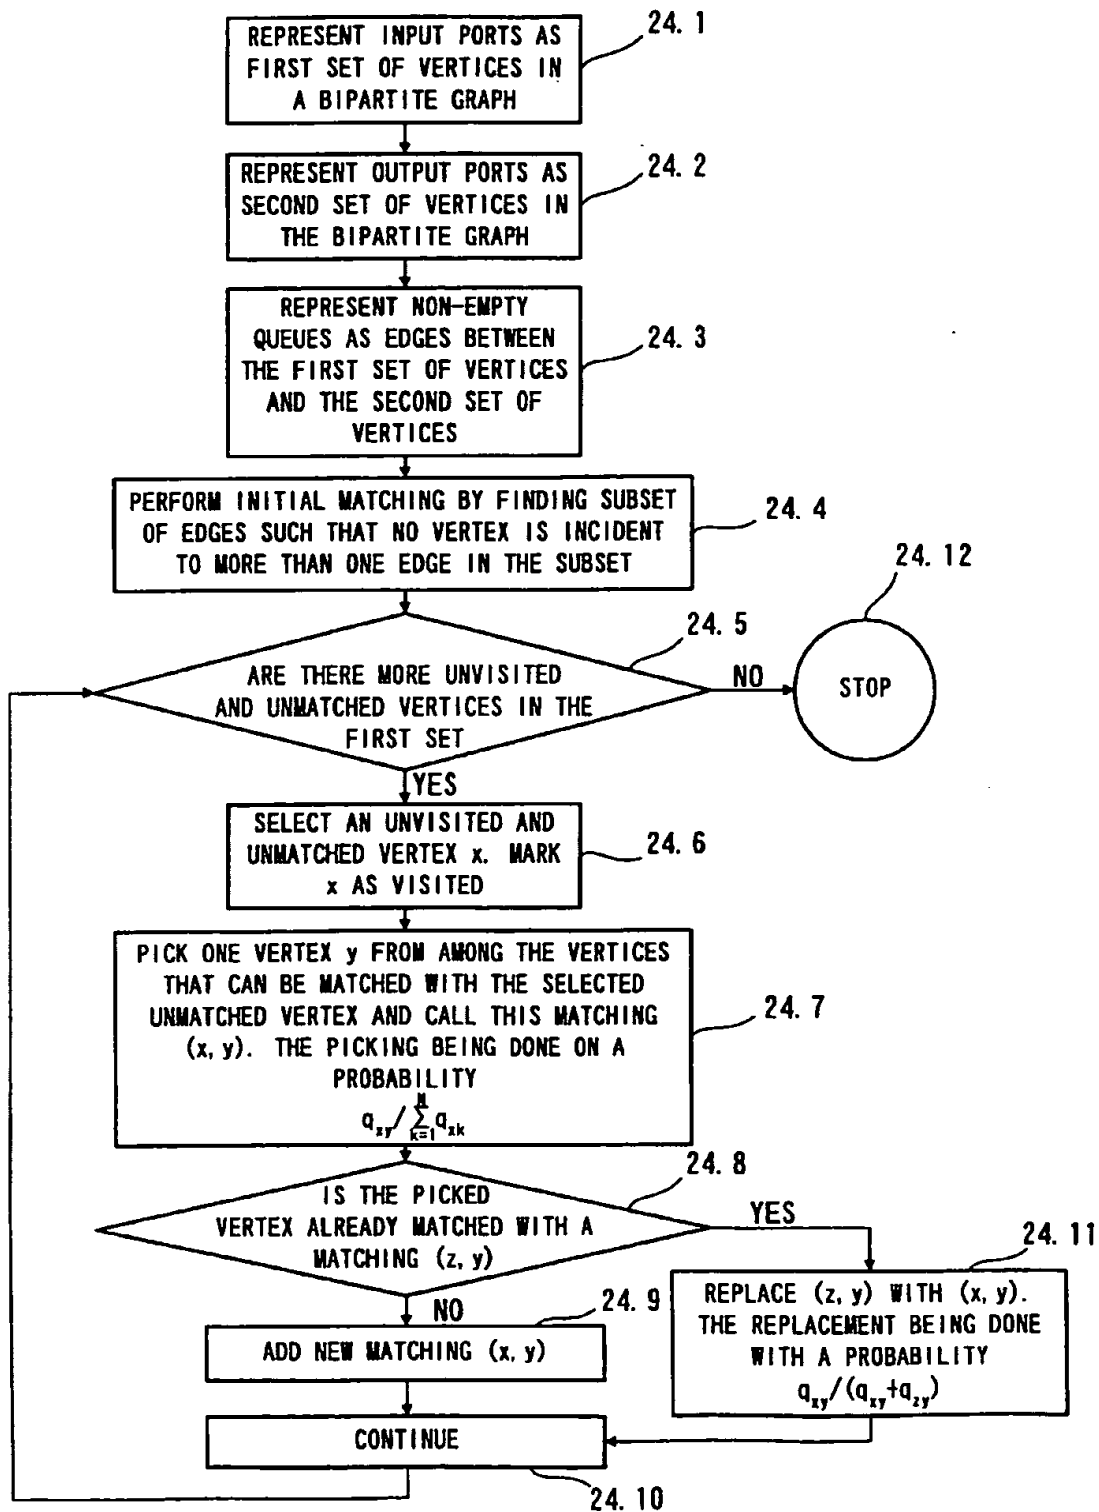 REPRESENT INPUT PORTS AS
FIRST SET OF VERTICES IN
A BIPARTITE GRAPH
24. 1
REPRESENT OUTPUT PORTS AS
SECOND SET OF VERTICES IN
THE BIPARTITE GRAPH
24. 2
REPRESENT NON-EMPTY
QUEUES AS EDGES BETWEEN
THE FIRST SET OF VERTICES
AND THE SECOND SET OF
VERTICES
24. 3
PERFORM INITIAL MATCHING BY FINDING SUBSET
OF EDGES SUCH THAT NO VERTEX IS INCIDENT
TO MORE THAN ONE EDGE IN THE SUBSET
24. 4
ARE THERE MORE UNVISITED
AND UNMATCHED VERTICES IN THE
FIRST SET
24. 5
NO
STOP
24. 12
YES
SELECT AN UNVISITED AND
UNMATCHED VERTEX x. MARK
x AS VISITED
24. 6
PICK ONE VERTEX y FROM AMONG THE VERTICES
THAT CAN BE MATCHED WITH THE SELECTED
UNMATCHED VERTEX AND CALL THIS MATCHING
(x, y). THE PICKING BEING DONE ON A
PROBABILITY
q_xy / Σ_{k=1}^{N} q_xk
24. 7
IS THE PICKED
VERTEX ALREADY MATCHED WITH A
MATCHING (z, y)
24. 8
YES
REPLACE (z, y) WITH (x, y).
THE REPLACEMENT BEING DONE
WITH A PROBABILITY
q_xy/(q_xy+q_zy)
24. 11
NO
ADD NEW MATCHING (x, y)
24. 9
CONTINUE
24. 10